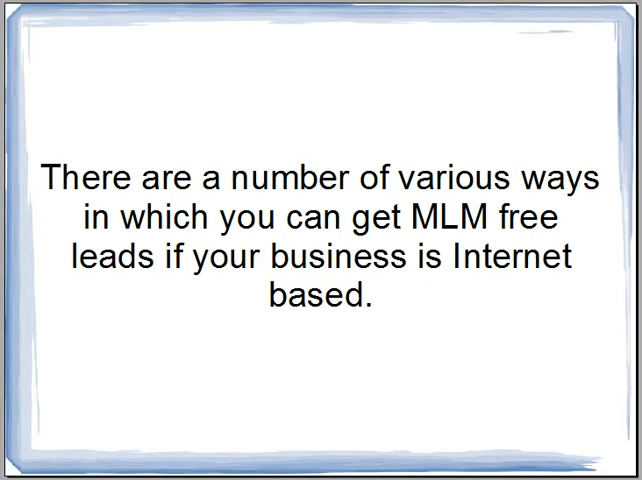 There are a number of various ways
in which you can get MLM free
leads if your business is Internet
based.